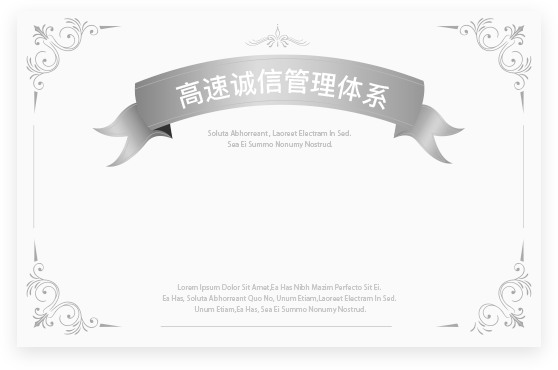 高速诚信管理体系
Soluta Abhorreant, Laoreet Electram In Sed.
Sea Ei Summo Nonumy Nostrud.
Lorem Ipsum Dolor Sit Amet,Ea Has Nibh Mazim Perfecto Sit Ei.
Ea Has, Soluta Abhorreant Quo No, Unum Etiam,Laoreet Electram In Sed.
Unum Etiam,Ea Has, Sea Ei Summo Nonumy Nostrud.